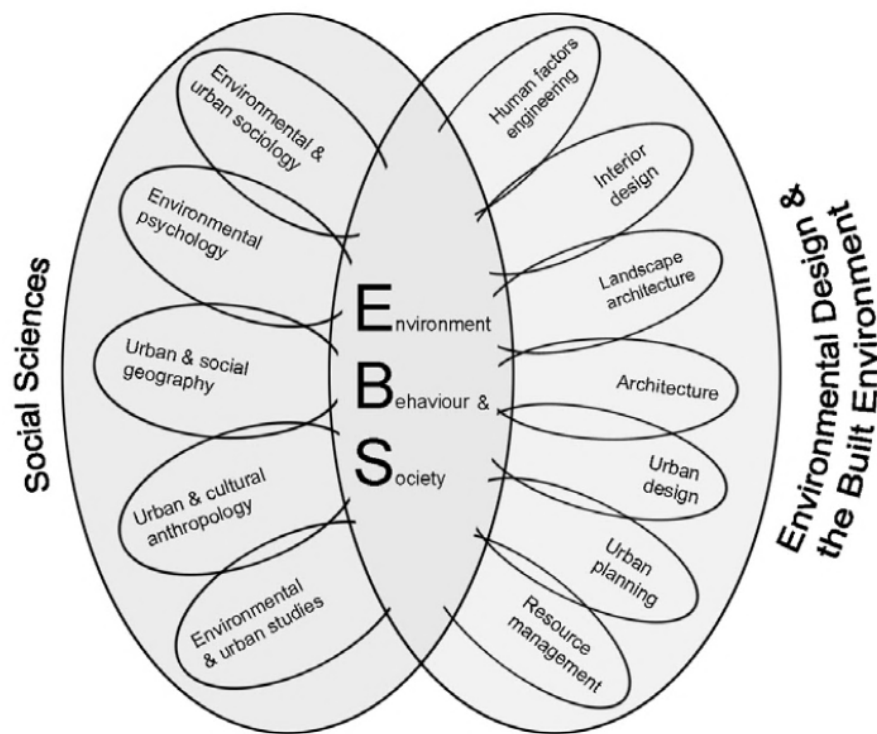 Social Sciences
Environmental &
urban sociology
Environmental
psychology
Urban & social
geography
Urban & cultural
anthropology
Environmental
& urban studies
Environment
Behaviour &
Society
Human factors
engineering
Interior
design
Landscape
architecture
Architecture
Urban
design
Urban
planning
Resource
management
Environmental Design &
the Built Environment